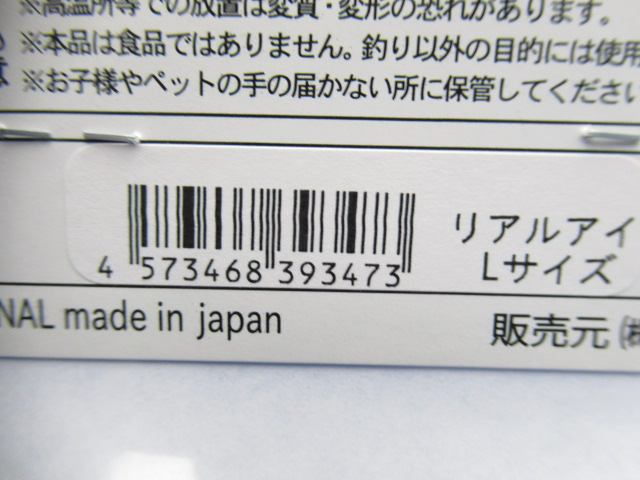 ※高温所等での放置は変質・変形の恐れがあります。
※本品は食品ではありません。釣り以外の目的には使用
※お子様やペットの手の届かない所に保管してください
リアルアイ
Lサイズ
4 573468 393473
NAL made in japan
販売元 ㈱